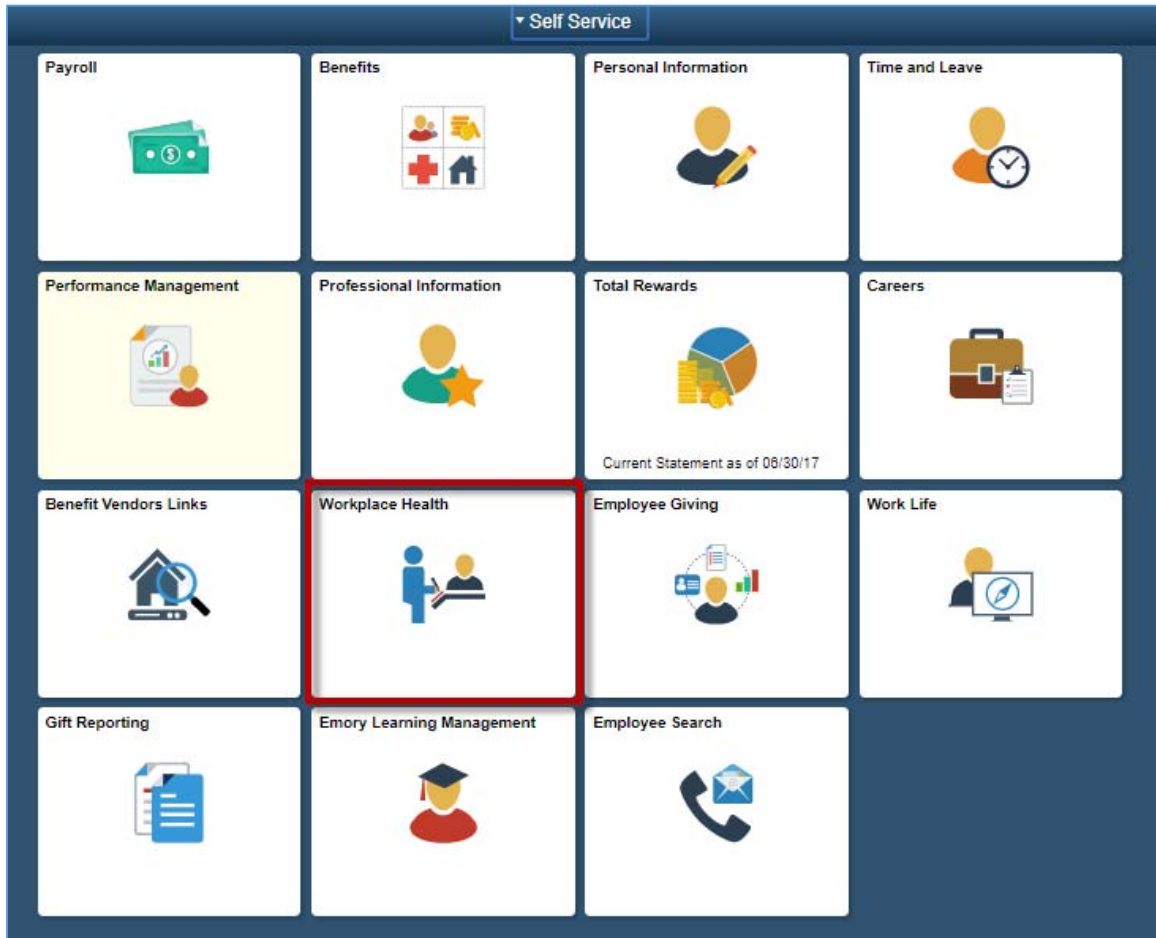 Self Service
Payroll
Benefits
Personal Information
Time and Leave
Performance Management
Professional Information
Total Rewards
Careers
Current Statement as of 06/30/17
Benefit Vendors Links
Workplace Health
Employee Giving
Work Life
Gift Reporting
Emory Learning Management
Employee Search